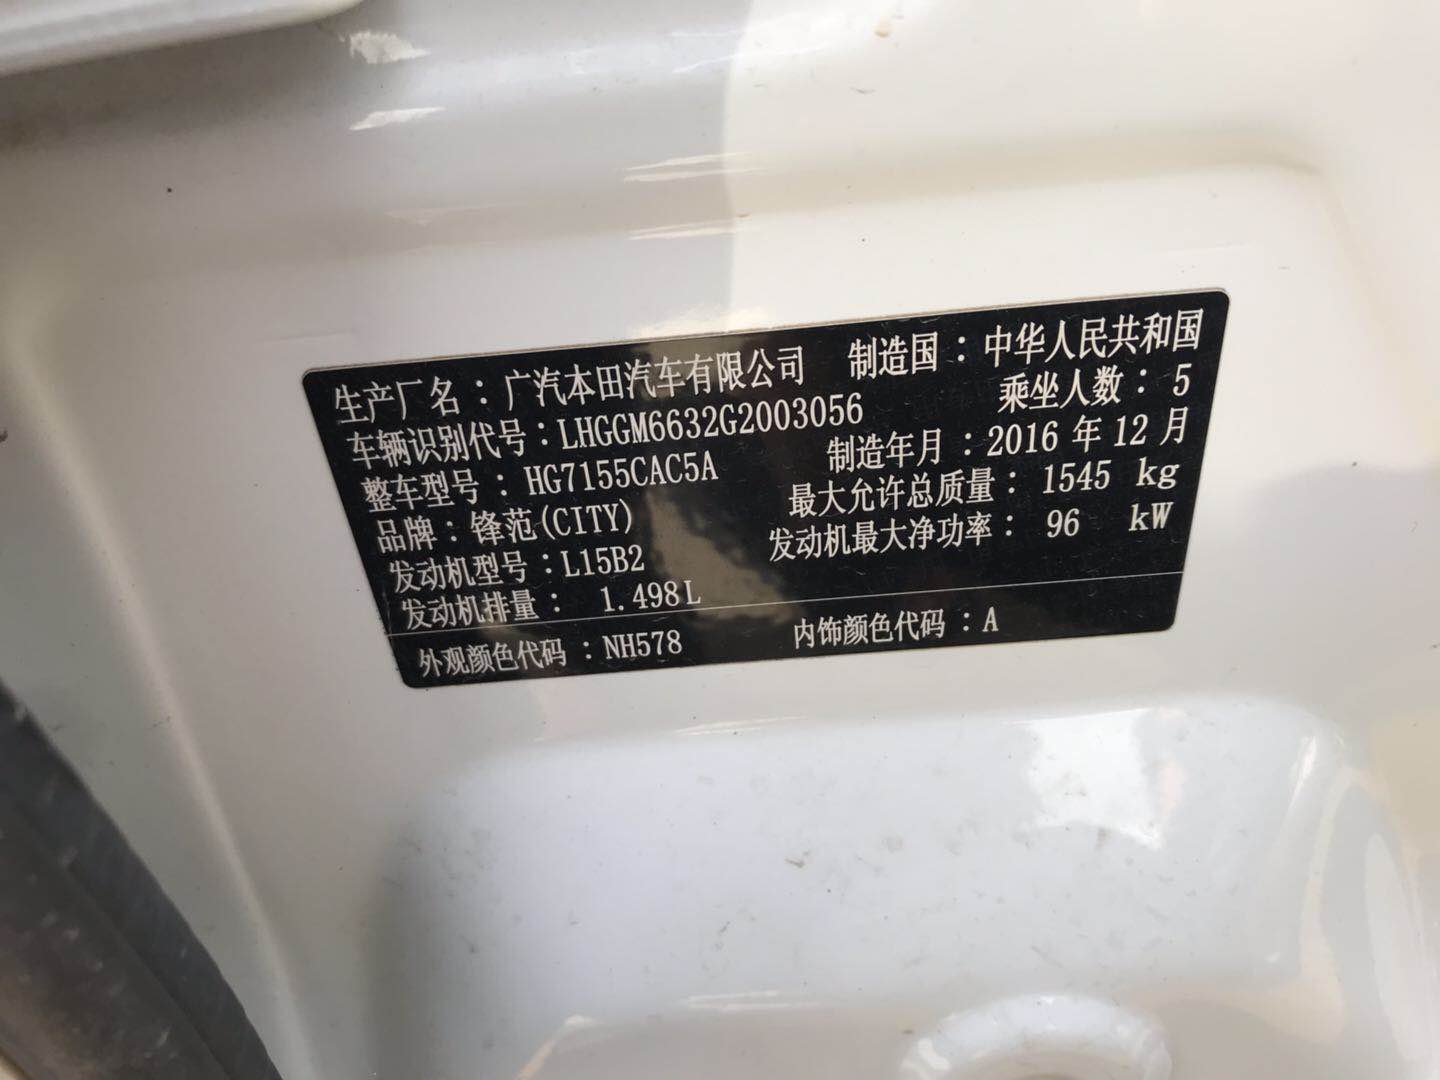 生产厂名：广汽本田汽车有限公司 制造国：中华人民共和国
车辆识别代号：LHGGM6632G2003056 乘坐人数：5
整车型号：HG7155CAC5A 制造年月：2016 年 12 月
品牌：锋范(CITY) 最大允许总质量：1545 kg
发动机型号：L15B2 发动机最大净功率：96 kW
发动机排量：1.498L
外观颜色代码：NH578 内饰颜色代码：A